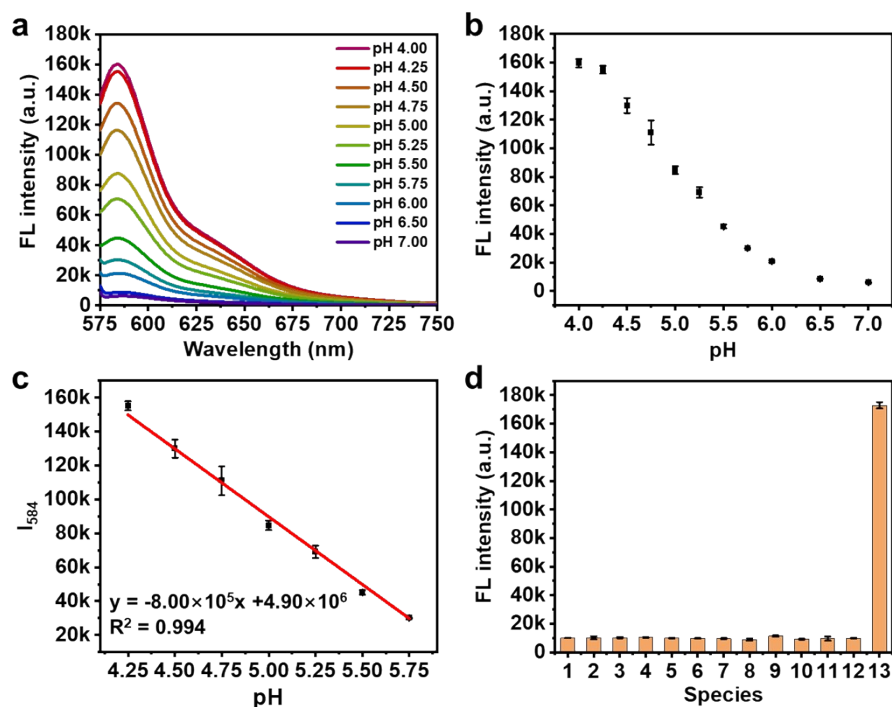 a
180k
160k
140k
120k
100k
80k
60k
40k
20k
0
FL intensity (a.u.)
575 600 625 650 675 700 725 750
Wavelength (nm)
pH 4.00
pH 4.25
pH 4.50
pH 4.75
pH 5.00
pH 5.25
pH 5.50
pH 5.75
pH 6.00
pH 6.50
pH 7.00
b
180k
160k
140k
120k
100k
80k
60k
40k
20k
0
FL intensity (a.u.)
4.0 4.5 5.0 5.5 6.0 6.5 7.0
pH
c
160k
140k
120k
100k
80k
60k
40k
20k
I₅₈₄
y = -8.00×10⁵x +4.90×10⁶
R² = 0.994
4.25 4.50 4.75 5.00 5.25 5.50 5.75
pH
d
180k
160k
140k
120k
100k
80k
60k
40k
20k
0
FL intensity (a.u.)
1 2 3 4 5 6 7 8 9 10 11 12 13
Species